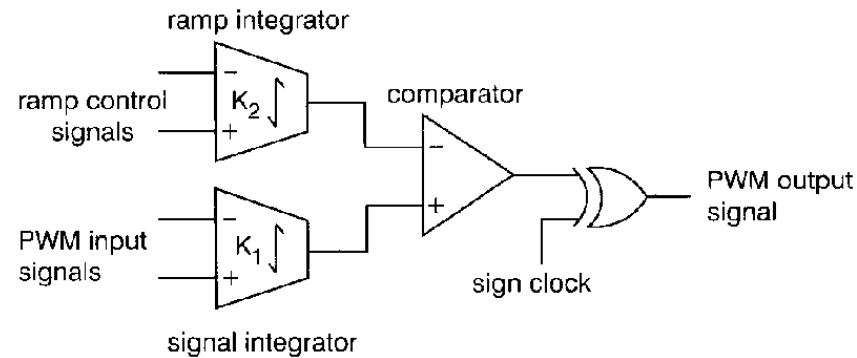 ramp integrator
−
K2
+
ramp control
signals
comparator
−
+
PWM output
signal
−
K1
+
PWM input
signals
sign clock
signal integrator